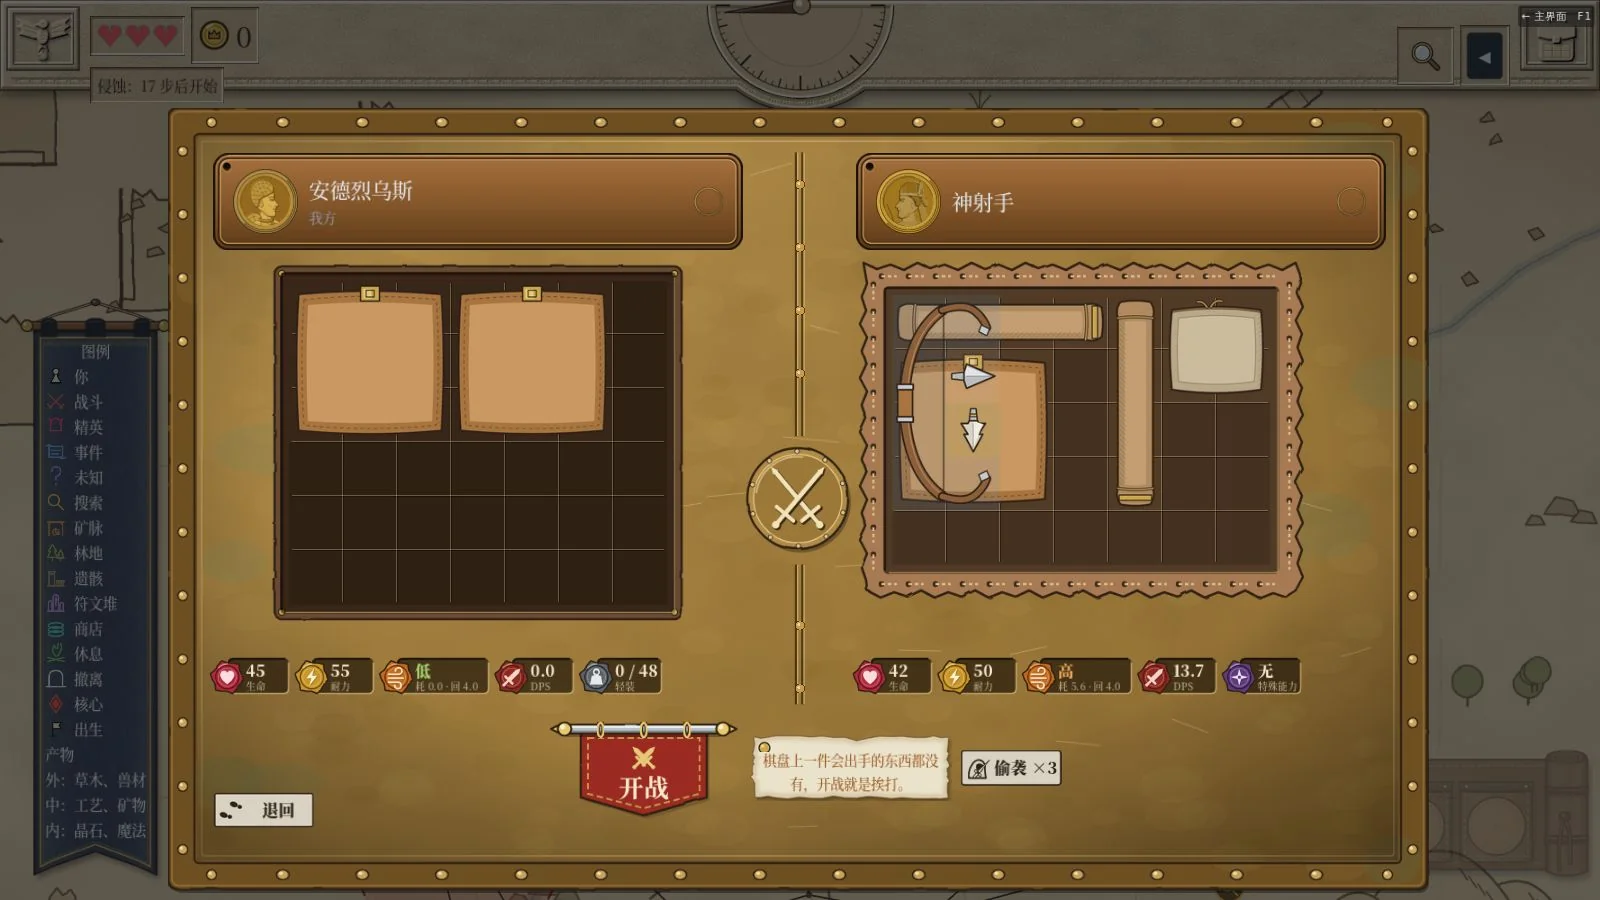 0
← 主界面 F1
侵蚀: 17 步后开始
安德烈乌斯
我方
神射手
图例
你
战斗
精英
事件
未知
搜索
矿脉
林地
遗骸
符文堆
商店
休息
撤离
核心
出生
产物
外: 草木、兽材
中: 工艺、矿物
内: 晶石、魔法
45
生命
55
耐力
低
耗 0.0 · 回 4.0
0.0
DPS
0 / 48
轻装
42
生命
50
耐力
高
耗 5.6 · 回 4.0
13.7
DPS
无
特殊能力
开战
棋盘上一件会出手的东西都没
有，开战就是挨打。
偷袭 ×3
退回